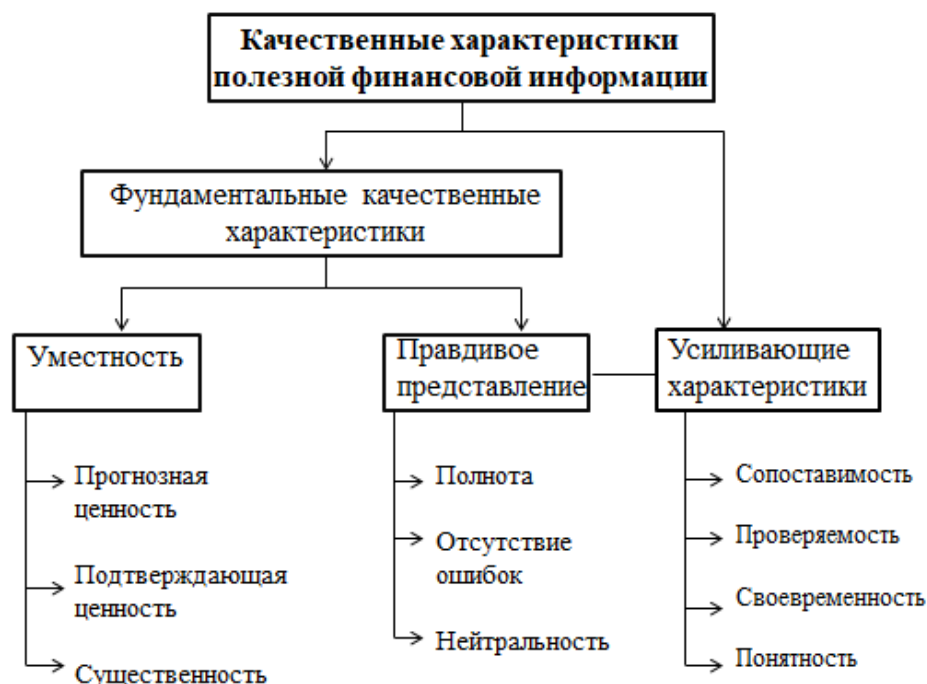 Качественные характеристики
полезной финансовой информации
Фундаментальные качественные
характеристики
Уместность
Правдивое
представление
Усиливающие
характеристики
Прогнозная
ценность
Подтверждающая
ценность
Существенность
Полнота
Отсутствие
ошибок
Нейтральность
Сопоставимость
Проверяемость
Своевременность
Понятность